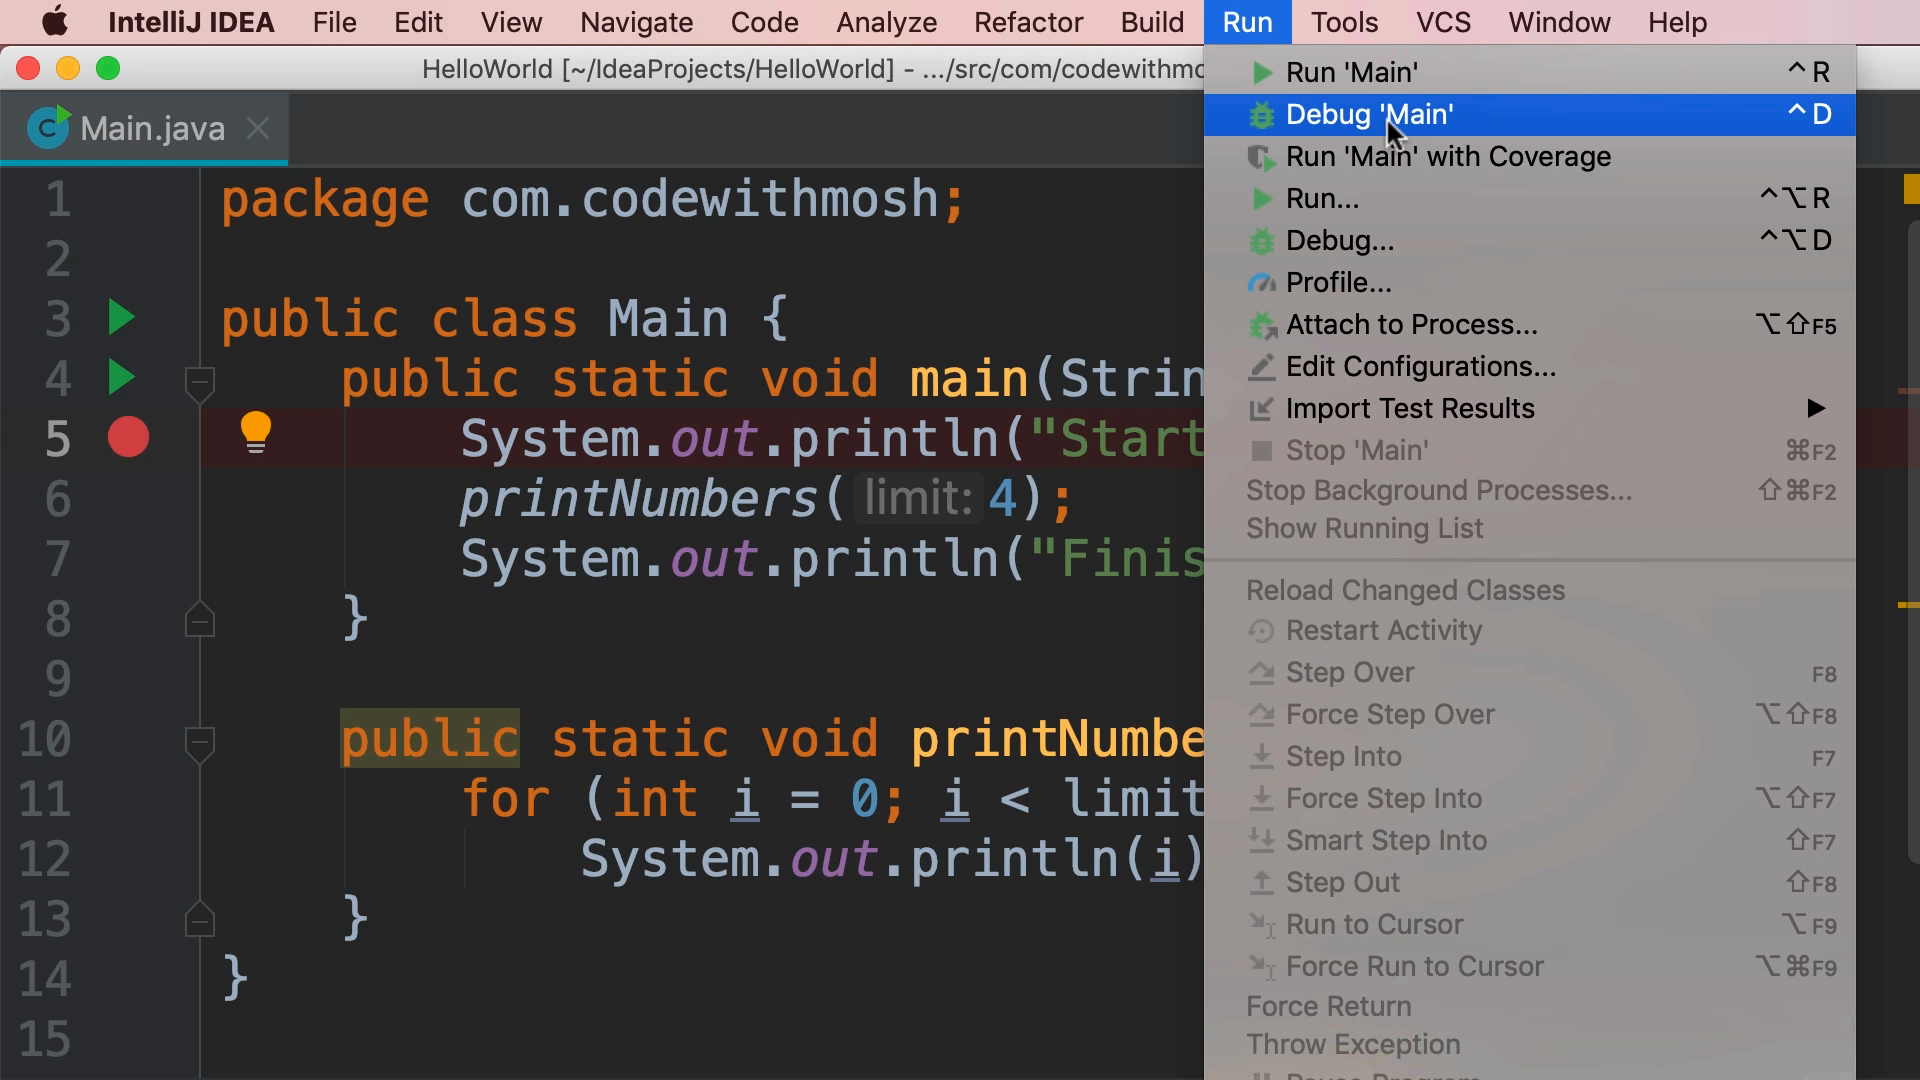 IntelliJ IDEA File Edit View Navigate Code Analyze Refactor Build Run Tools VCS Window Help
HelloWorld [~/IdeaProjects/HelloWorld] - .../src/com/codewithmo
Main.java
1 package com.codewithmosh;
2
3 public class Main {
4 public static void main(Strin
5 System.out.println("Start
6 printNumbers( limit: 4);
7 System.out.println("Finis
8 }
9
10 public static void printNumbe
11 for (int i = 0; i < limit
12 System.out.println(i)
13 }
14 }
15
Run 'Main' ^R
Debug 'Main' ^D
Run 'Main' with Coverage
Run... ^⌥R
Debug... ^⌥D
Profile...
Attach to Process... ⌥⇧F5
Edit Configurations...
Import Test Results
Stop 'Main' ⌘F2
Stop Background Processes... ⇧⌘F2
Show Running List
Reload Changed Classes
Restart Activity
Step Over F8
Force Step Over ⌥⇧F8
Step Into F7
Force Step Into ⌥⇧F7
Smart Step Into ⇧F7
Step Out ⇧F8
Run to Cursor ⌥F9
Force Run to Cursor ⌥⌘F9
Force Return
Throw Exception